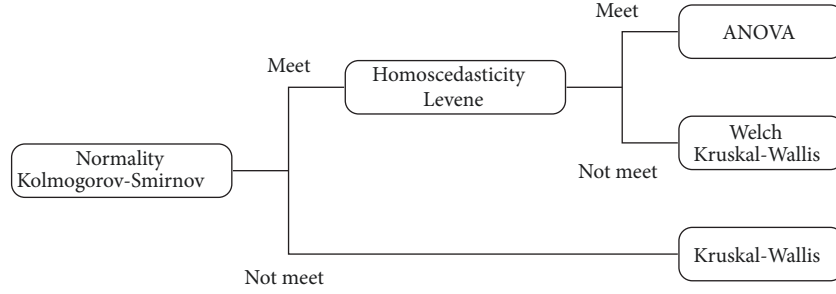 Meet
ANOVA
Meet
Homoscedasticity
Levene
Welch
Kruskal-Wallis
Normality
Kolmogorov-Smirnov
Not meet
Kruskal-Wallis
Not meet